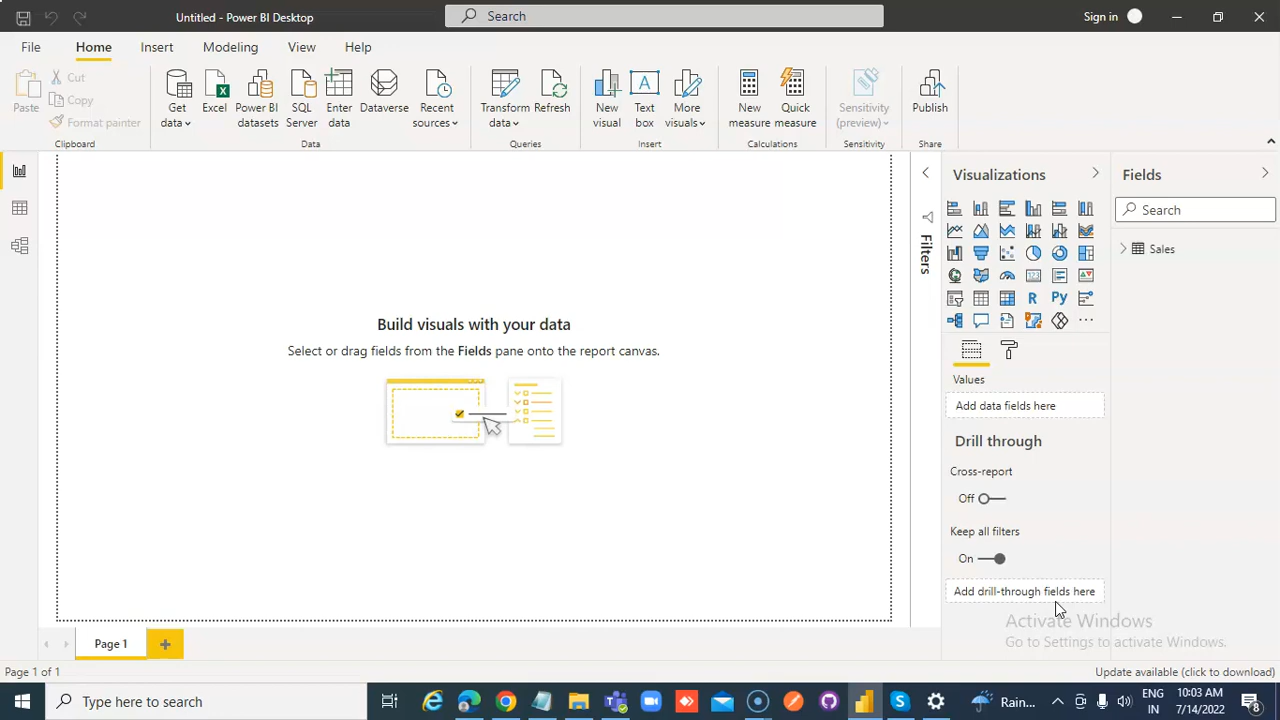 Untitled - Power BI Desktop
Search
Sign in
File
Home
Insert
Modeling
View
Help
Paste
Cut
Copy
Format painter
Get data
Excel
Power BI datasets
SQL Server
Enter data
Dataverse
Recent sources
Transform data
Refresh
New visual
Text box
More visuals
New measure
Quick measure
Sensitivity (preview)
Publish
Clipboard
Data
Queries
Insert
Calculations
Sensitivity
Share
Build visuals with your data
Select or drag fields from the Fields pane onto the report canvas.
Filters
Visualizations
R
Py
123
Values
Add data fields here
Drill through
Cross-report
Off
Keep all filters
On
Add drill-through fields here
Fields
Search
Sales
Activate Windows
Go to Settings to activate Windows.
Page 1
Page 1 of 1
Update available (click to download)
Type here to search
Rain...
ENG
IN
10:03 AM
7/14/2022
8